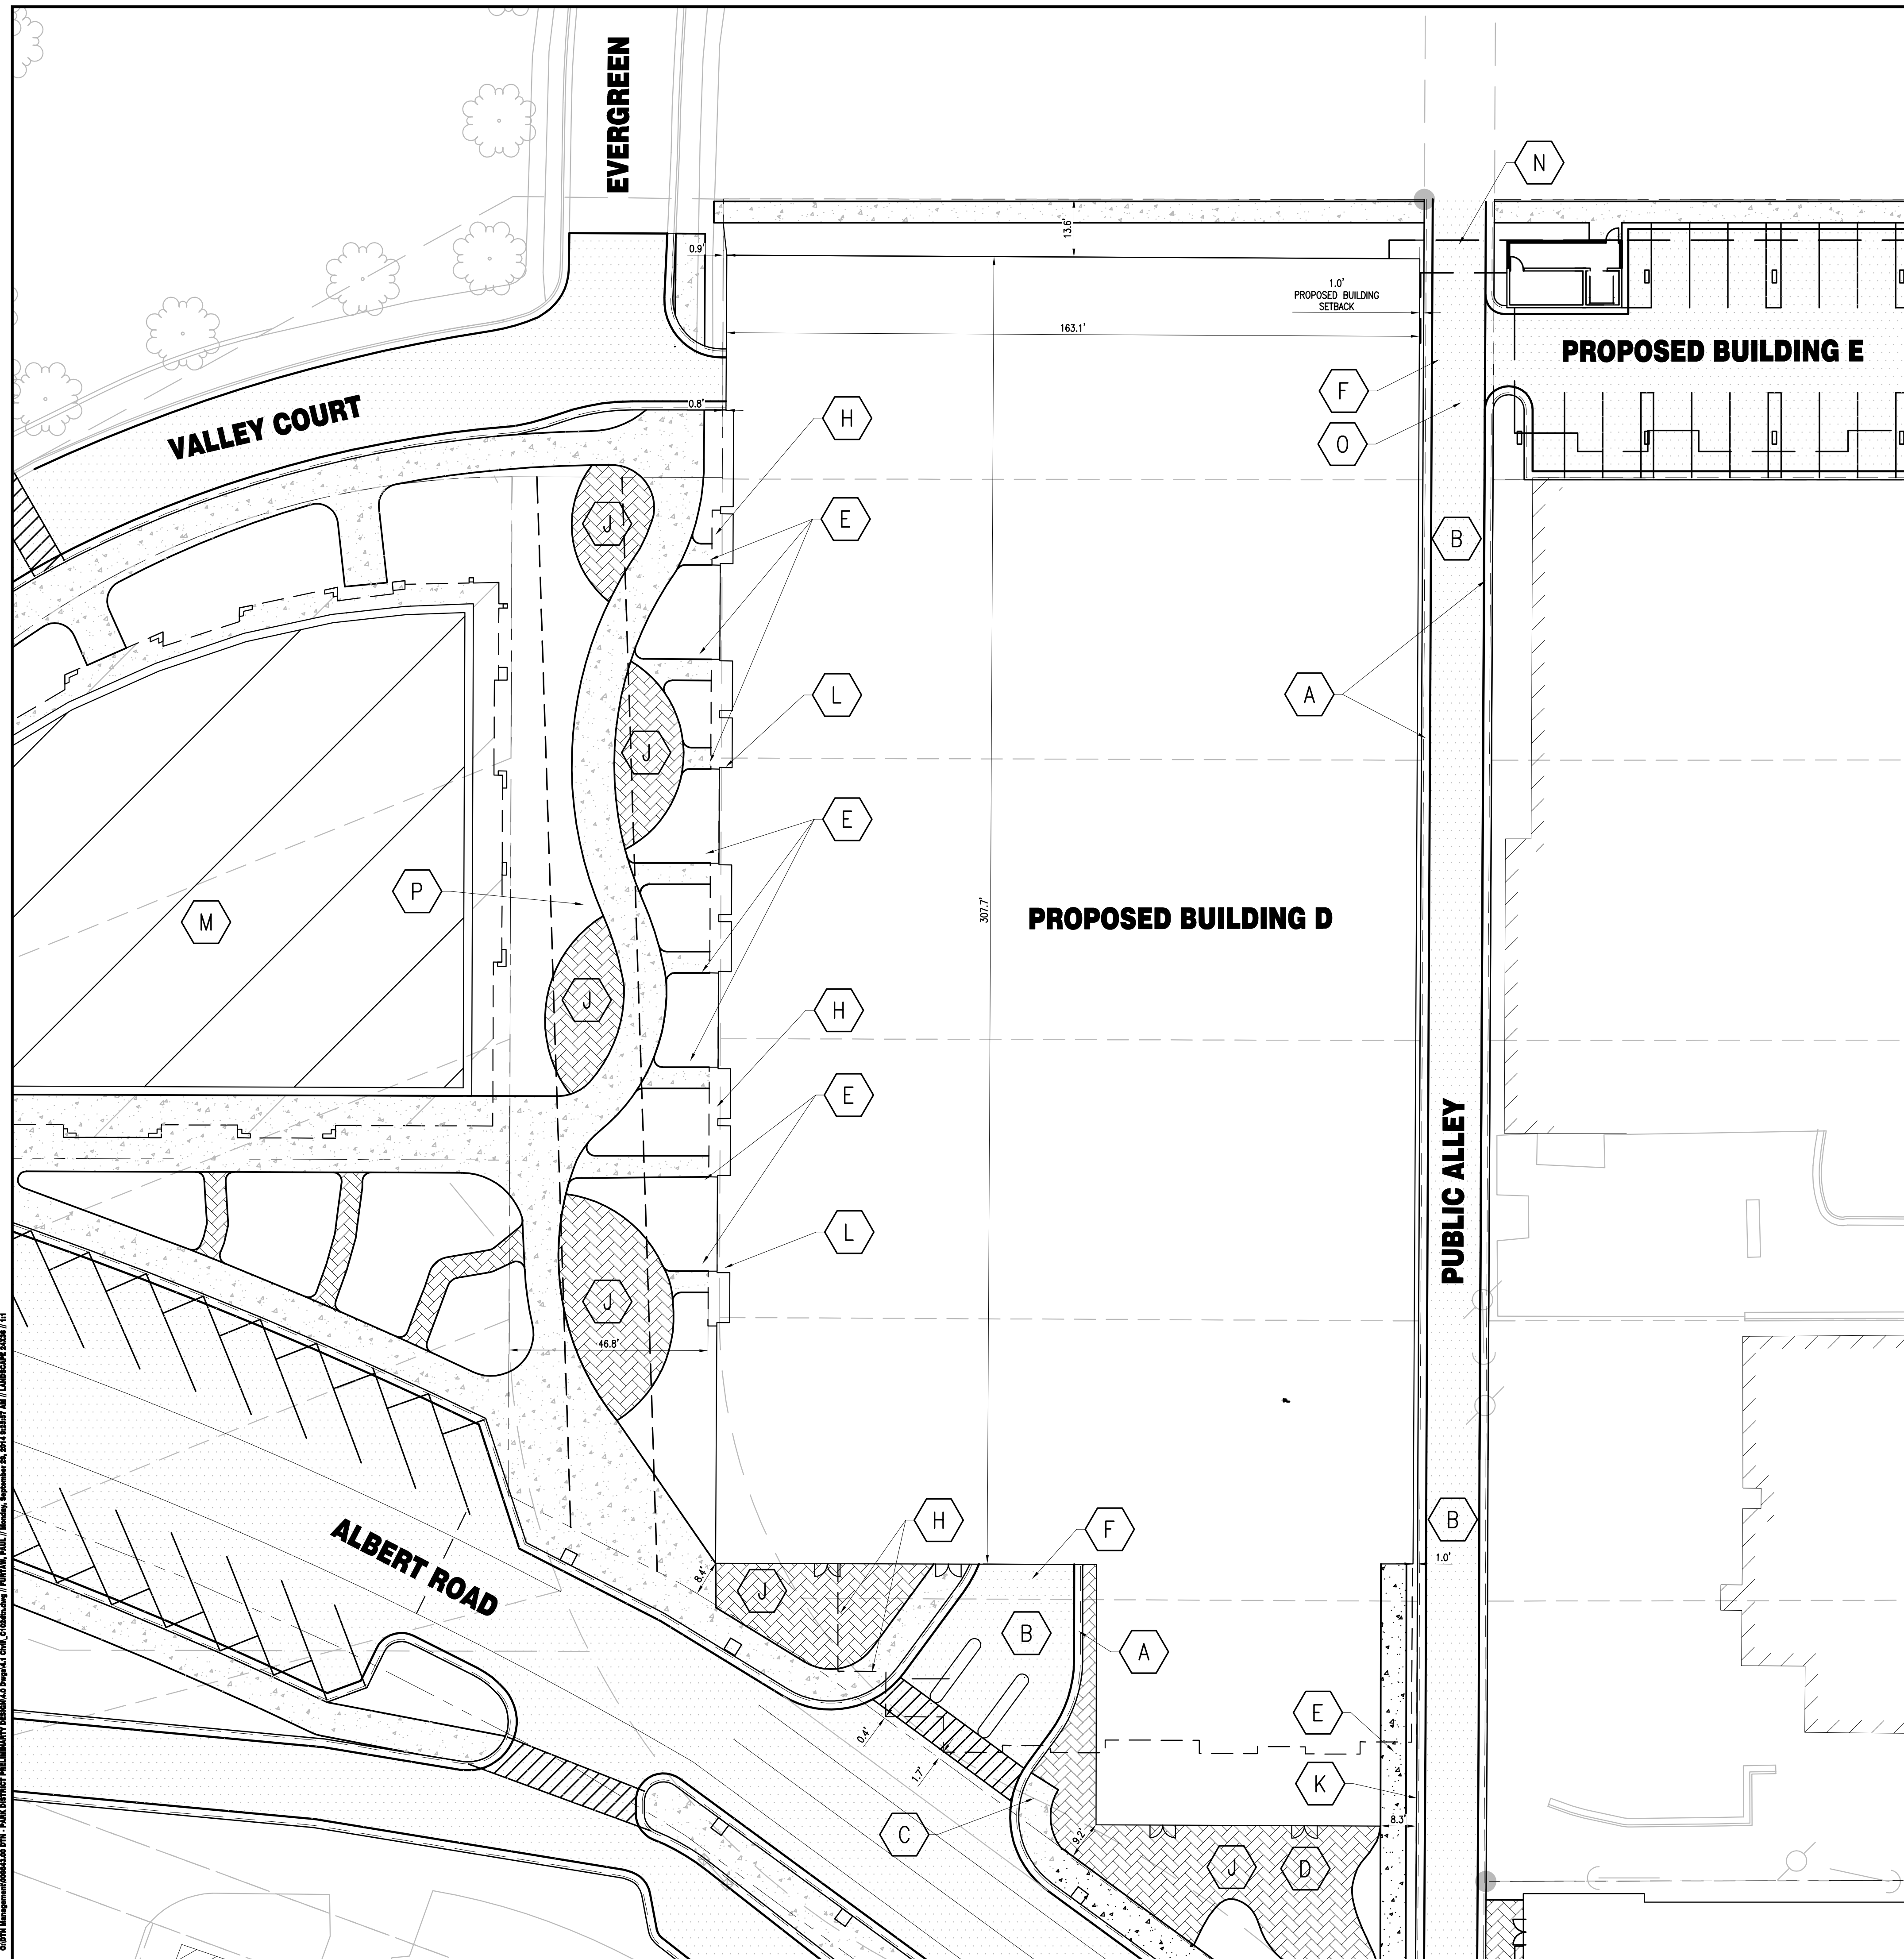 EVERGREEN
N
13.6'
0.9'
1.0'
PROPOSED BUILDING
SETBACK
163.1'
PROPOSED BUILDING E
F
O
VALLEY COURT
0.8'
H
J
E
B
L
A
J
E
P
M
307.7'
PROPOSED BUILDING D
J
H
E
PUBLIC ALLEY
L
J
46.8'
ALBERT ROAD
H
F
B
1.0'
8.4'
J
B
A
E
0.4'
1.7'
K
C
9.2'
8.3'
J
D